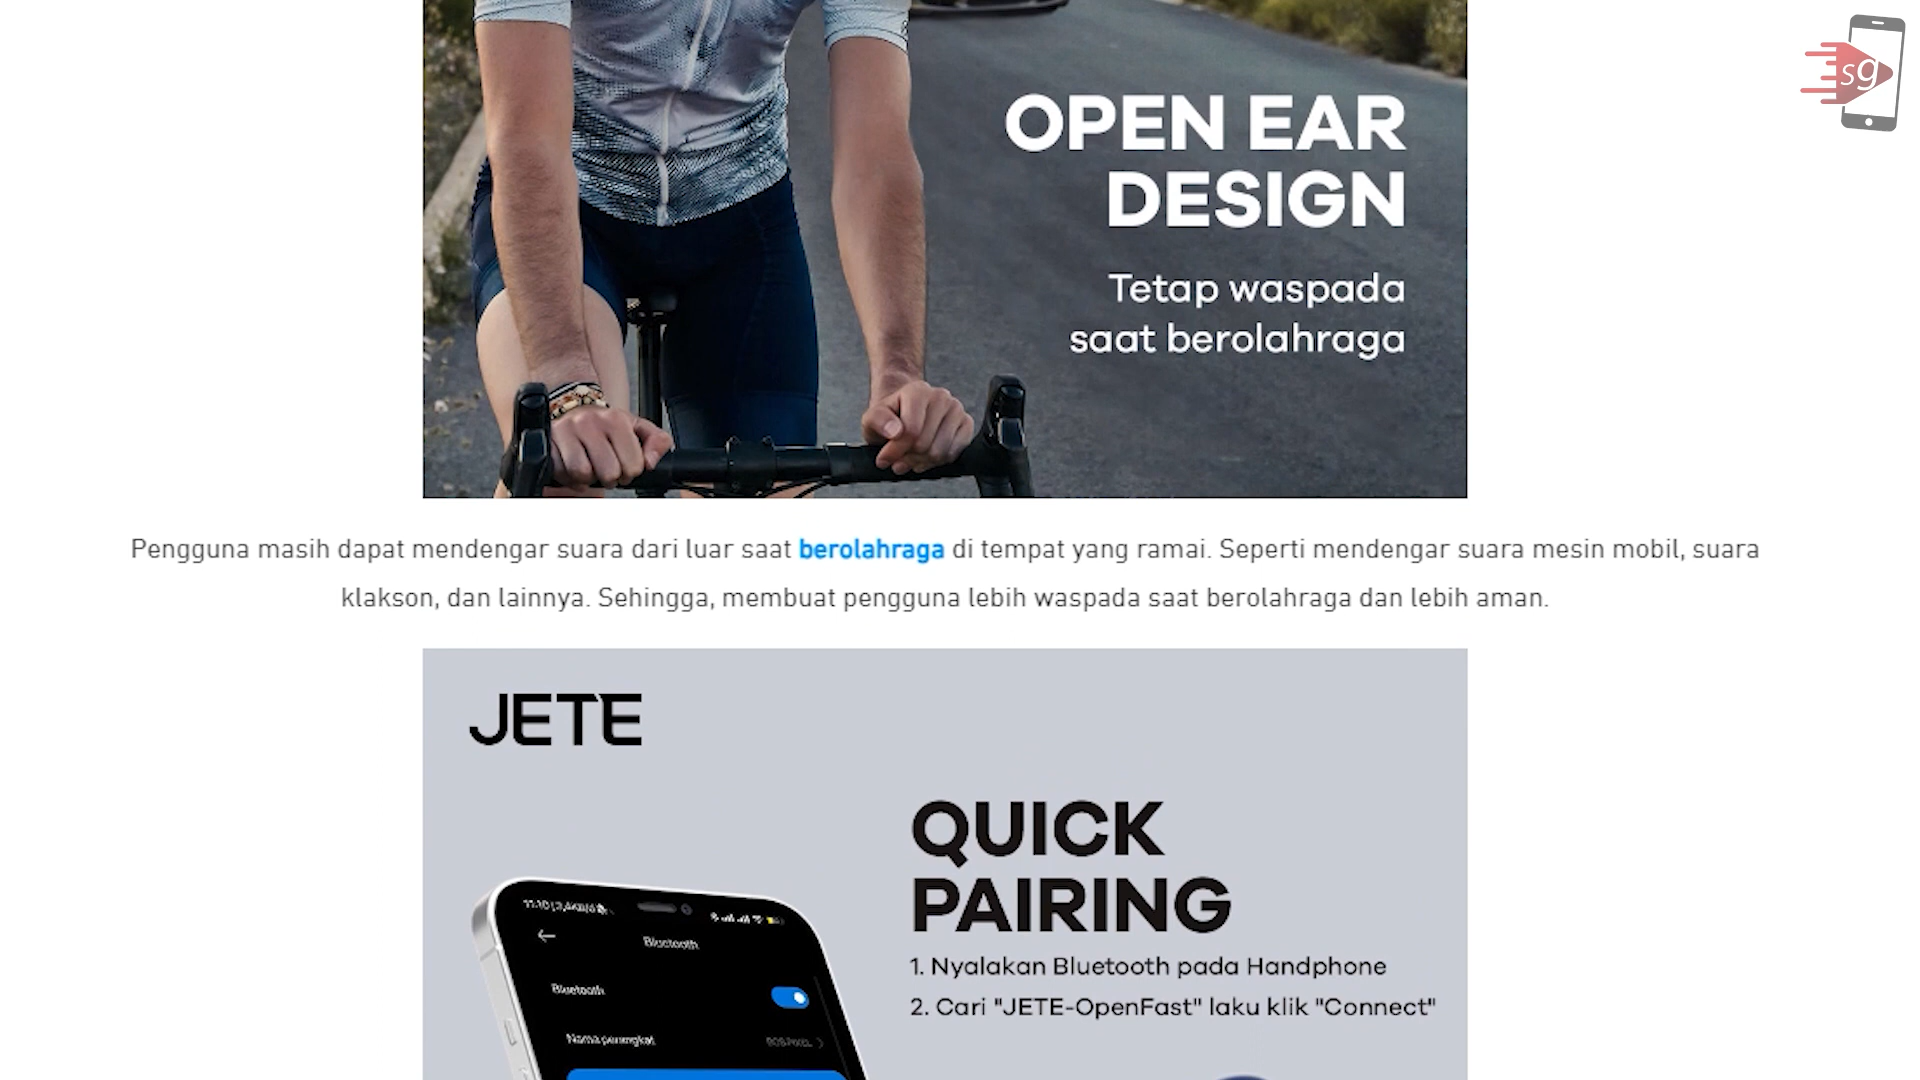 sg
OPEN EAR
DESIGN
Tetap waspada
saat berolahraga
Pengguna masih dapat mendengar suara dari luar saat berolahraga di tempat yang ramai. Seperti mendengar suara mesin mobil, suara
klakson, dan lainnya. Sehingga, membuat pengguna lebih waspada saat berolahraga dan lebih aman.
JETE
QUICK
PAIRING
1. Nyalakan Bluetooth pada Handphone
2. Cari "JETE-OpenFast" laku klik "Connect"
Bluetooth
Bluetooth
Nama perangkat